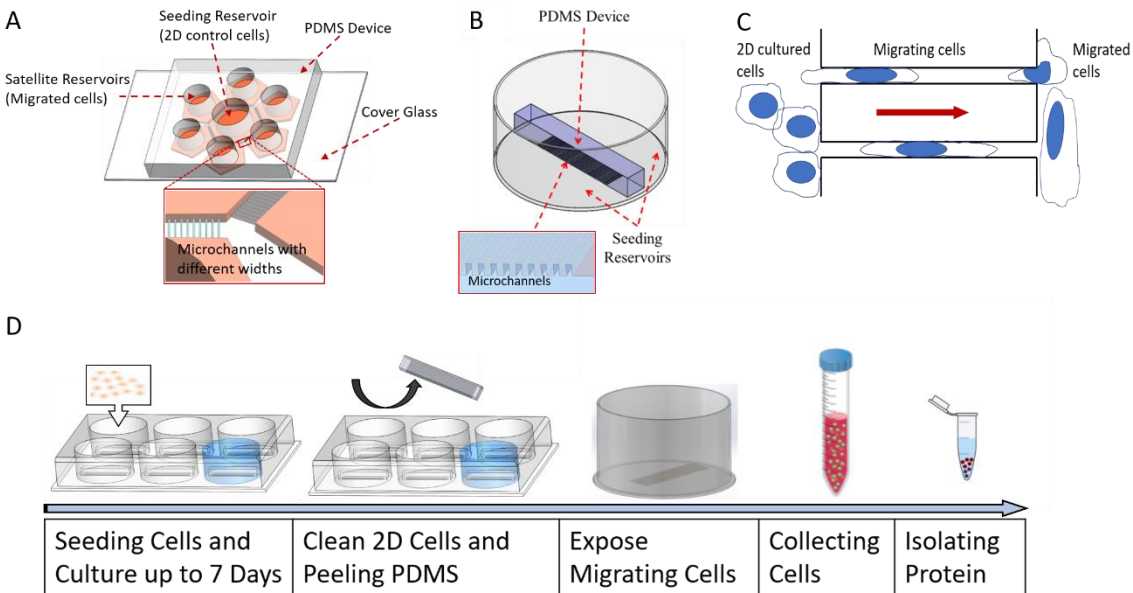 A
Seeding Reservoir
(2D control cells)
PDMS Device
Satellite Reservoirs
(Migrated cells)
Cover Glass
Microchannels with
different widths
B
PDMS Device
Seeding
Reservoirs
Microchannels
C
2D cultured
cells
Migrating cells
Migrated
cells
D
Seeding Cells and
Culture up to 7 Days
Clean 2D Cells and
Peeling PDMS
Expose
Migrating Cells
Collecting
Cells
Isolating
Protein